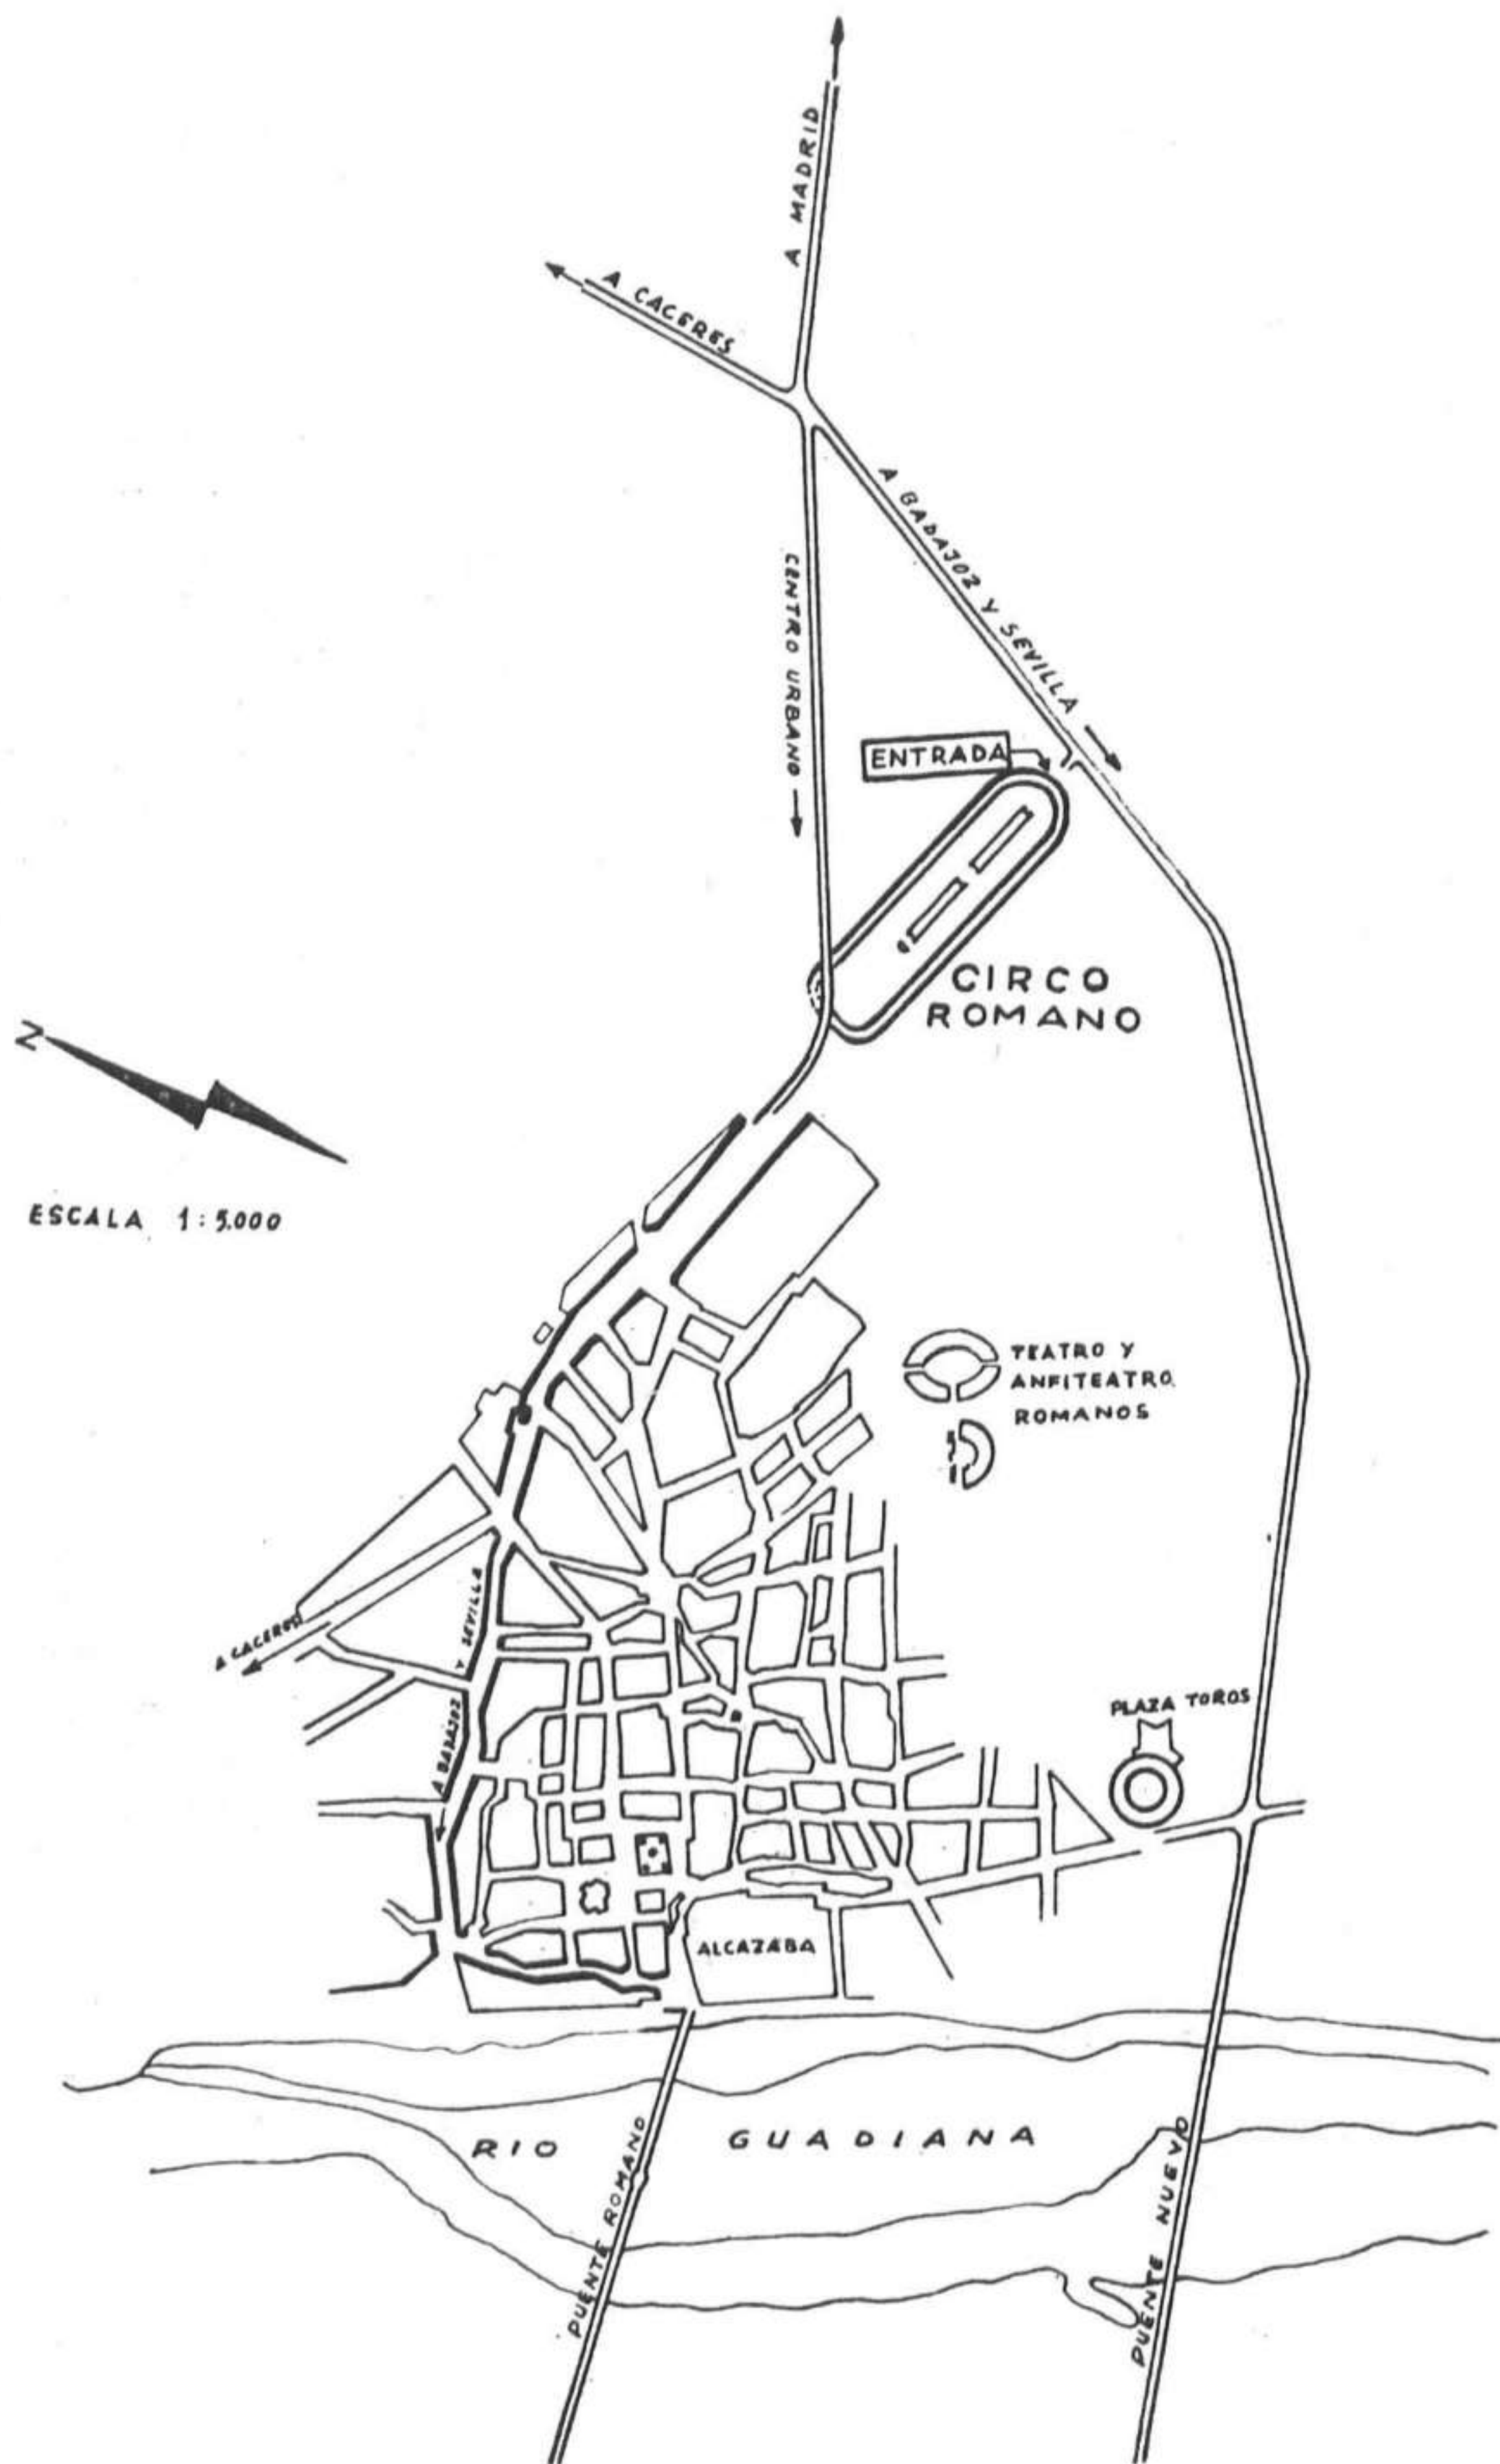 A MADRID
A CACERES
A BADAJOZ Y SEVILLA
CENTRO URBANO
ENTRADA
CIRCO
ROMANO
N
ESCALA 1:5.000
TEATRO Y
ANFITEATRO
ROMANOS
A CACERES
A BADAJOZ Y SEVILLA
PLAZA TOROS
ALCAZABA
RIO GUADIANA
PUENTE ROMANO
PUENTE NUEVO